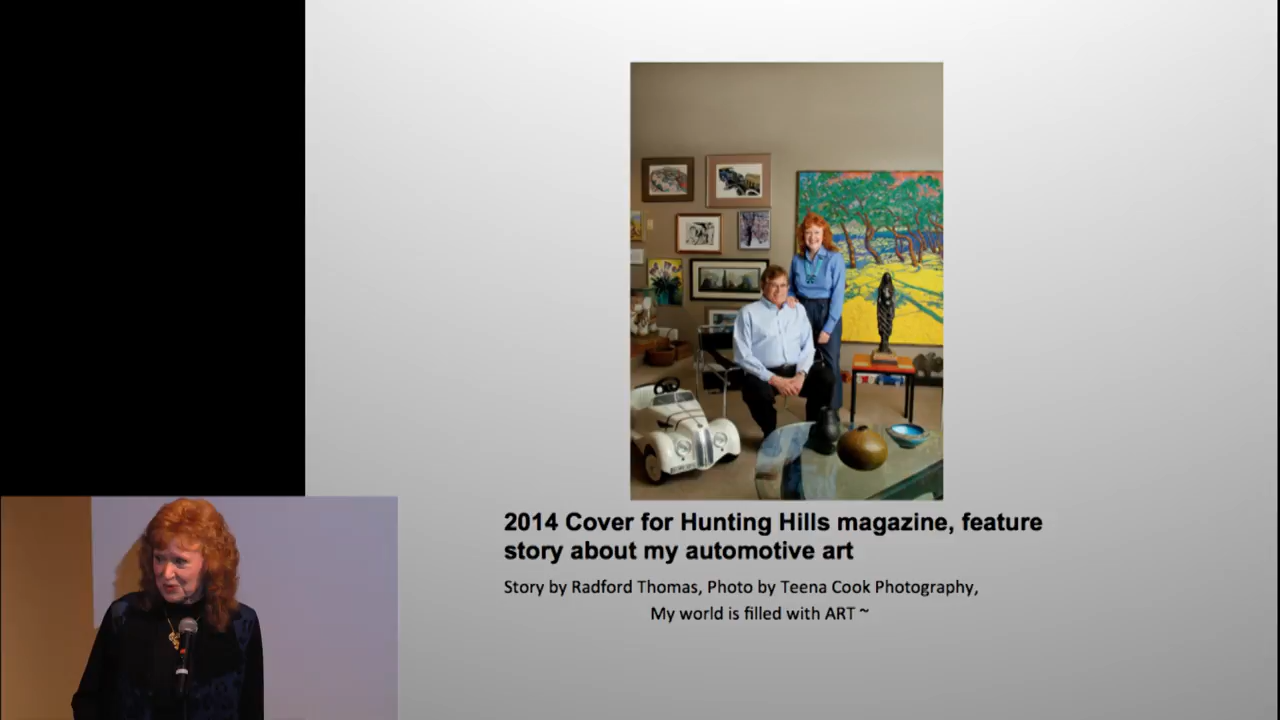 2014 Cover for Hunting Hills magazine, feature
story about my automotive art
Story by Radford Thomas, Photo by Teena Cook Photography,
My world is filled with ART ~